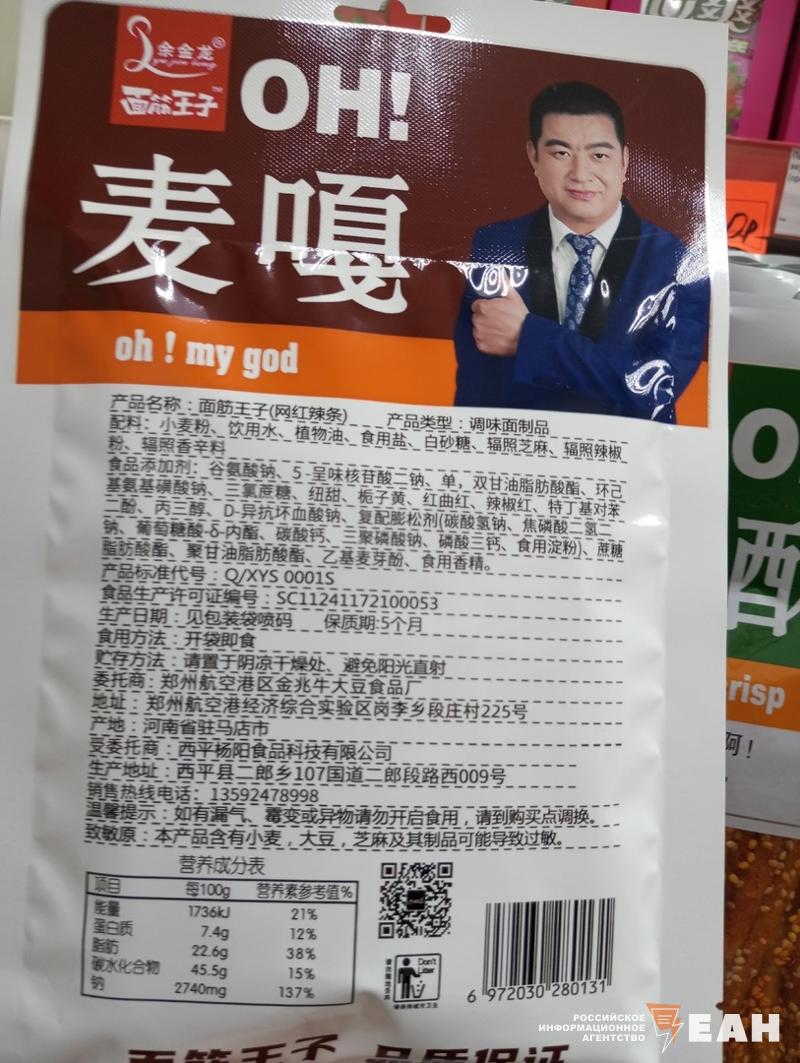 余金龙®
yu jin long
面筋王子™
OH!
麦嘎
oh ! my god
产品名称：面筋王子(网红辣条) 产品类型：调味面制品
配料：小麦粉、饮用水、植物油、食用盐、白砂糖、辐照芝麻、辐照辣椒
粉、辐照香辛料
食品添加剂：谷氨酸钠、5-呈味核苷酸二钠、单，双甘油脂肪酸酯、环己
基氨基磺酸钠、三氯蔗糖、纽甜、栀子黄、红曲红、辣椒红、特丁基对苯
二酚、丙三醇、D-异抗坏血酸钠、复配膨松剂(碳酸氢钠、焦磷酸二氢二
钠、葡萄糖酸-δ-内酯、碳酸钙、三聚磷酸钠、磷酸三钙、食用淀粉)、蔗糖
脂肪酸酯、聚甘油脂肪酸酯、乙基麦芽酚、食用香精。
产品标准代号：Q/XYS 0001S
食品生产许可证编号：SC11241172100053
生产日期：见包装袋喷码 保质期:5个月
食用方法：开袋即食
贮存方法：请置于阴凉干燥处、避免阳光直射
委托商：郑州航空港区金兆牛大豆食品厂
地址：郑州航空港经济综合实验区岗李乡段庄村225号
产地：河南省驻马店市
受委托商：西平杨阳食品科技有限公司
生产地址：西平县二郎乡107国道二郎段路西009号
销售热线电话：13592478998
温馨提示：如有漏气、霉变或异物请勿开启食用，请到购买点调换。
致敏原：本产品含有小麦，大豆，芝麻及其制品可能导致过敏。
营养成分表
项目 每100g 营养素参考值%
能量 1736kJ 21%
蛋白质 7.4g 12%
脂肪 22.6g 38%
碳水化合物 45.5g 15%
钠 2740mg 137%
Don't
Litter
6 972030 280131
面筋王子 品质保证
risp
阿！
РОССИЙСКОЕ
ИНФОРМАЦИОННОЕ
АГЕНТСТВО
ЕАН